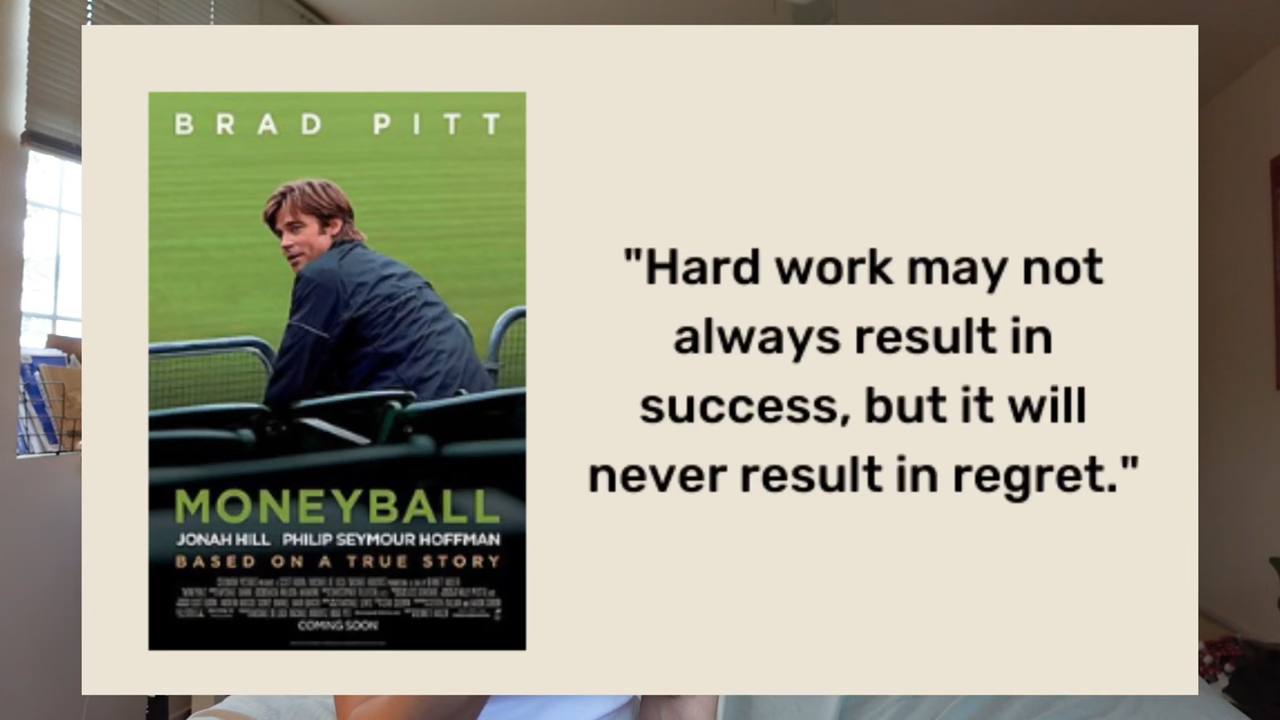 BRAD PITT
MONEYBALL
JONAH HILL PHILIP SEYMOUR HOFFMAN
BASED ON A TRUE STORY
COMING SOON
"Hard work may not
always result in
success, but it will
never result in regret."